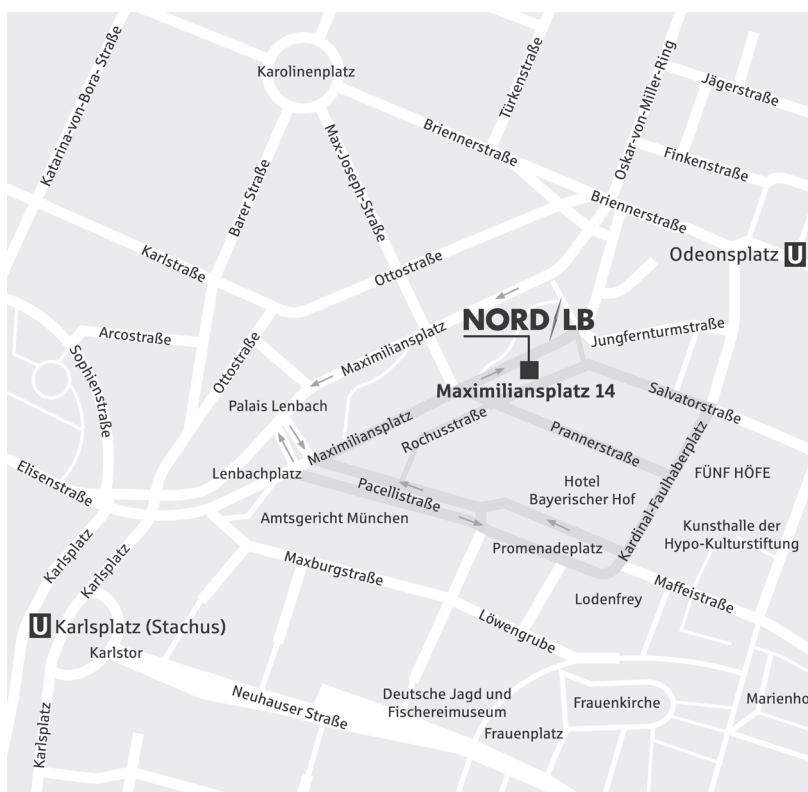 Karolinenplatz
Katarina-von-Bora- Straße
Türkenstraße
Oskar-von-Miller-Ring
Jägerstraße
Briennerstraße
Max-Joseph-Straße
Barer Straße
Finkenstraße
Briennerstraße
Karlstraße
Ottostraße
Odeonsplatz U
NORD/LB
Arcostraße
Maximiliansplatz
Jungfernturmstraße
Sophienstraße
Ottostraße
Maximiliansplatz 14
Palais Lenbach
Salvatorstraße
Maximiliansplatz
Rochusstraße
Prannerstraße
Lenbachplatz
Elisenstraße
Pacellistraße
Hotel
Bayerischer Hof
Kardinal-Faulhaberplatz
FÜNF HÖFE
Amtsgericht München
Kunsthalle der
Hypo-Kulturstiftung
Karlsplatz
Karlsplatz
Promenadeplatz
Maxburgstraße
Maffeistraße
Lodenfrey
U Karlsplatz (Stachus)
Löwengrube
Karlstor
Neuhauser Straße
Deutsche Jagd und
Fischereimuseum
Frauenkirche
Marienho
Frauenplatz
Karlsplatz